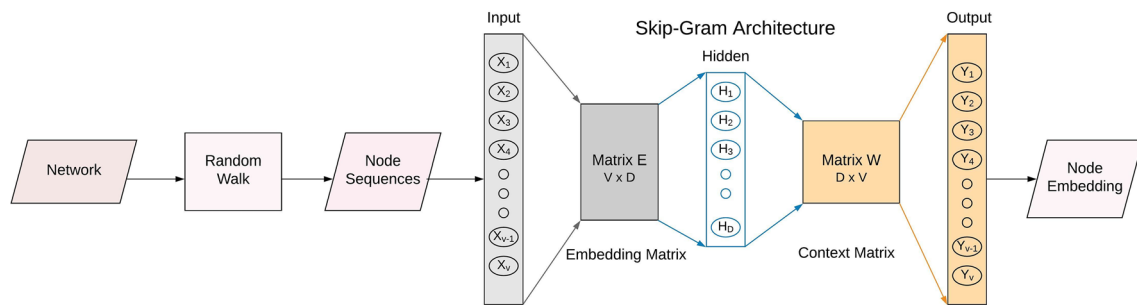 Skip-Gram Architecture
Network
Random
Walk
Node
Sequences
Input
X₁
X₂
X₃
X₄
Xᵥ₋₁
Xᵥ
Matrix E
V x D
Embedding Matrix
Hidden
H₁
H₂
H₃
H_D
Matrix W
D x V
Context Matrix
Output
Y₁
Y₂
Y₃
Y₄
Yᵥ₋₁
Yᵥ
Node
Embedding